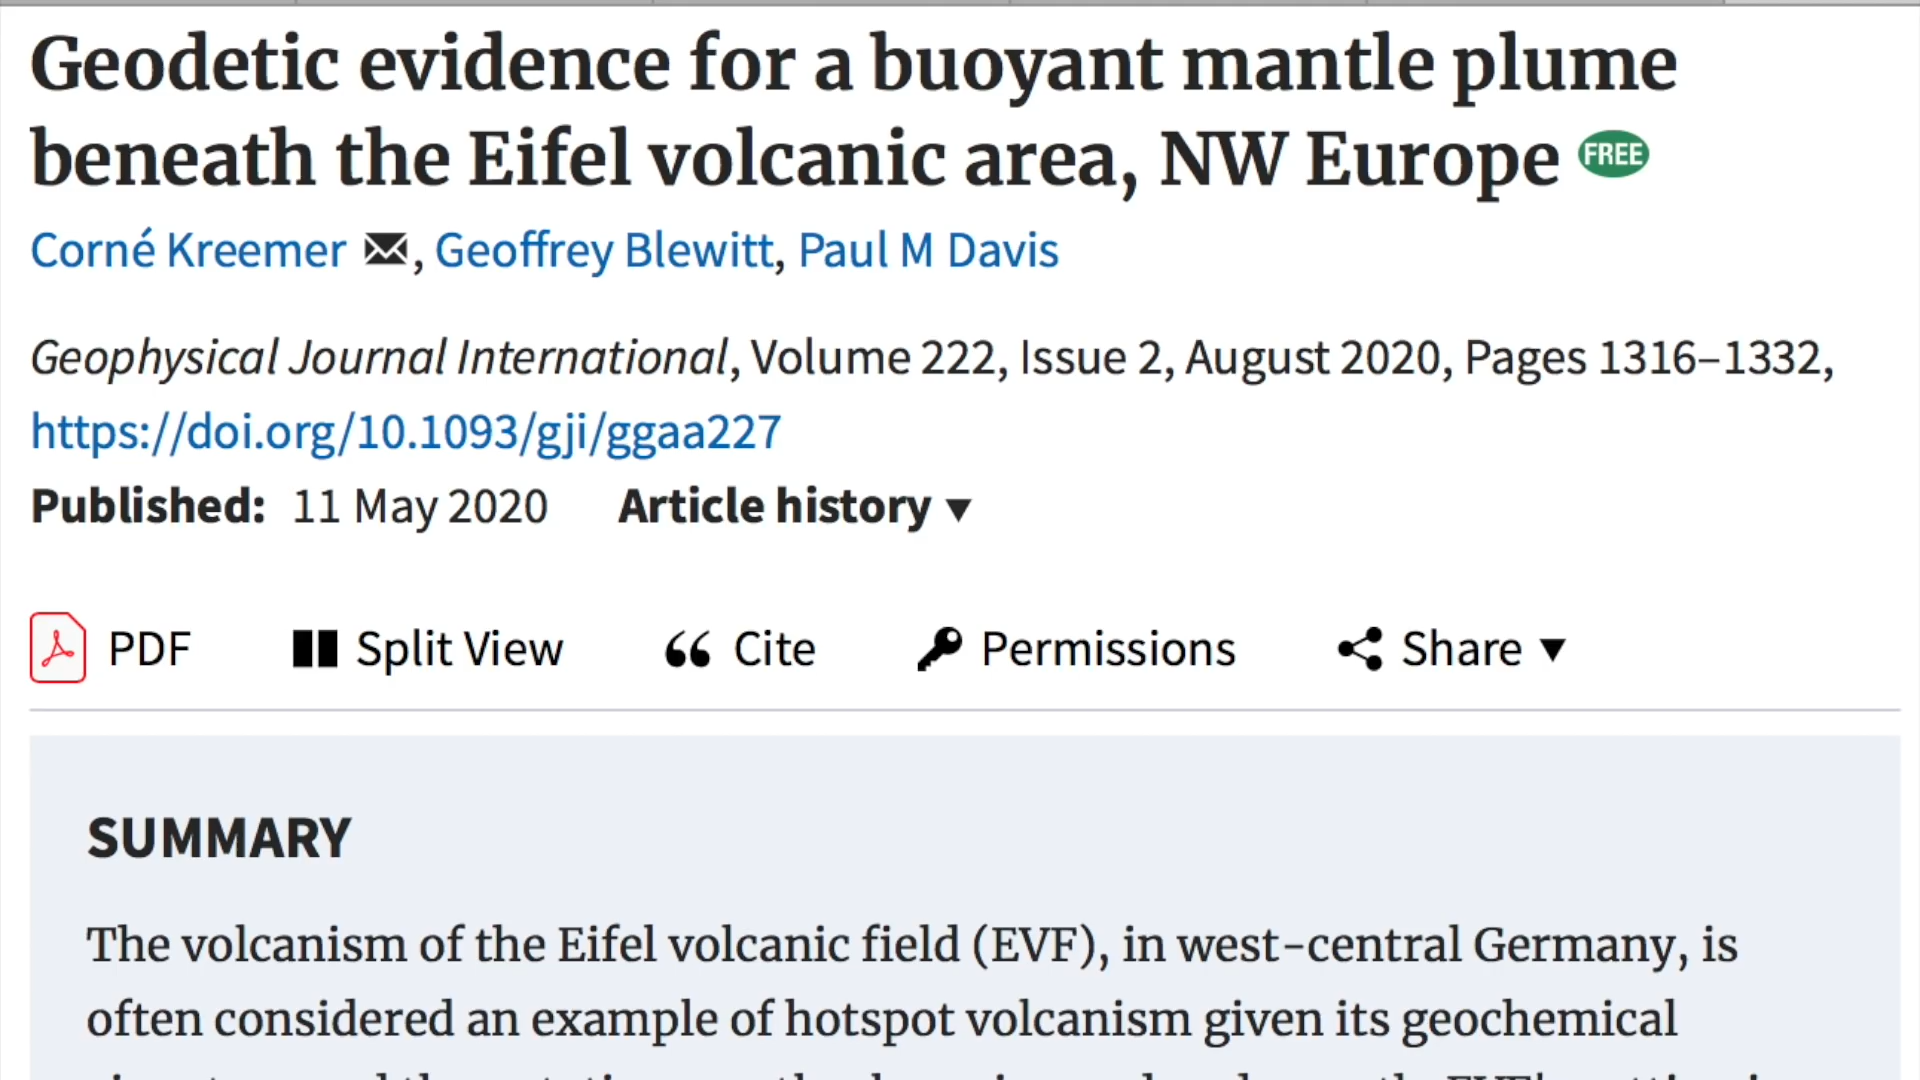 Geodetic evidence for a buoyant mantle plume
beneath the Eifel volcanic area, NW Europe FREE
Corné Kreemer, Geoffrey Blewitt, Paul M Davis
Geophysical Journal International, Volume 222, Issue 2, August 2020, Pages 1316–1332,
https://doi.org/10.1093/gji/ggaa227
Published: 11 May 2020 Article history ▼
PDF Split View Cite Permissions Share ▼
SUMMARY
The volcanism of the Eifel volcanic field (EVF), in west-central Germany, is
often considered an example of hotspot volcanism given its geochemical